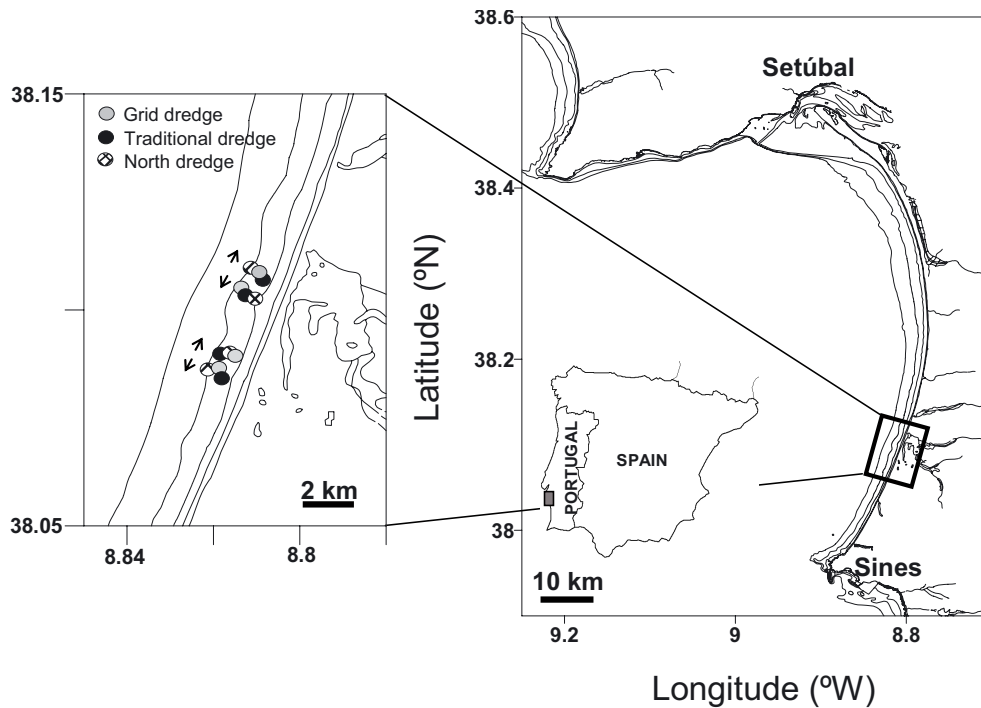 38.15
Grid dredge
Traditional dredge
North dredge
2 km
38.05
8.84
8.8
Latitude (ºN)
38.6
38.4
38.2
38
Setúbal
PORTUGAL
SPAIN
Sines
10 km
9.2
9
8.8
Longitude (ºW)